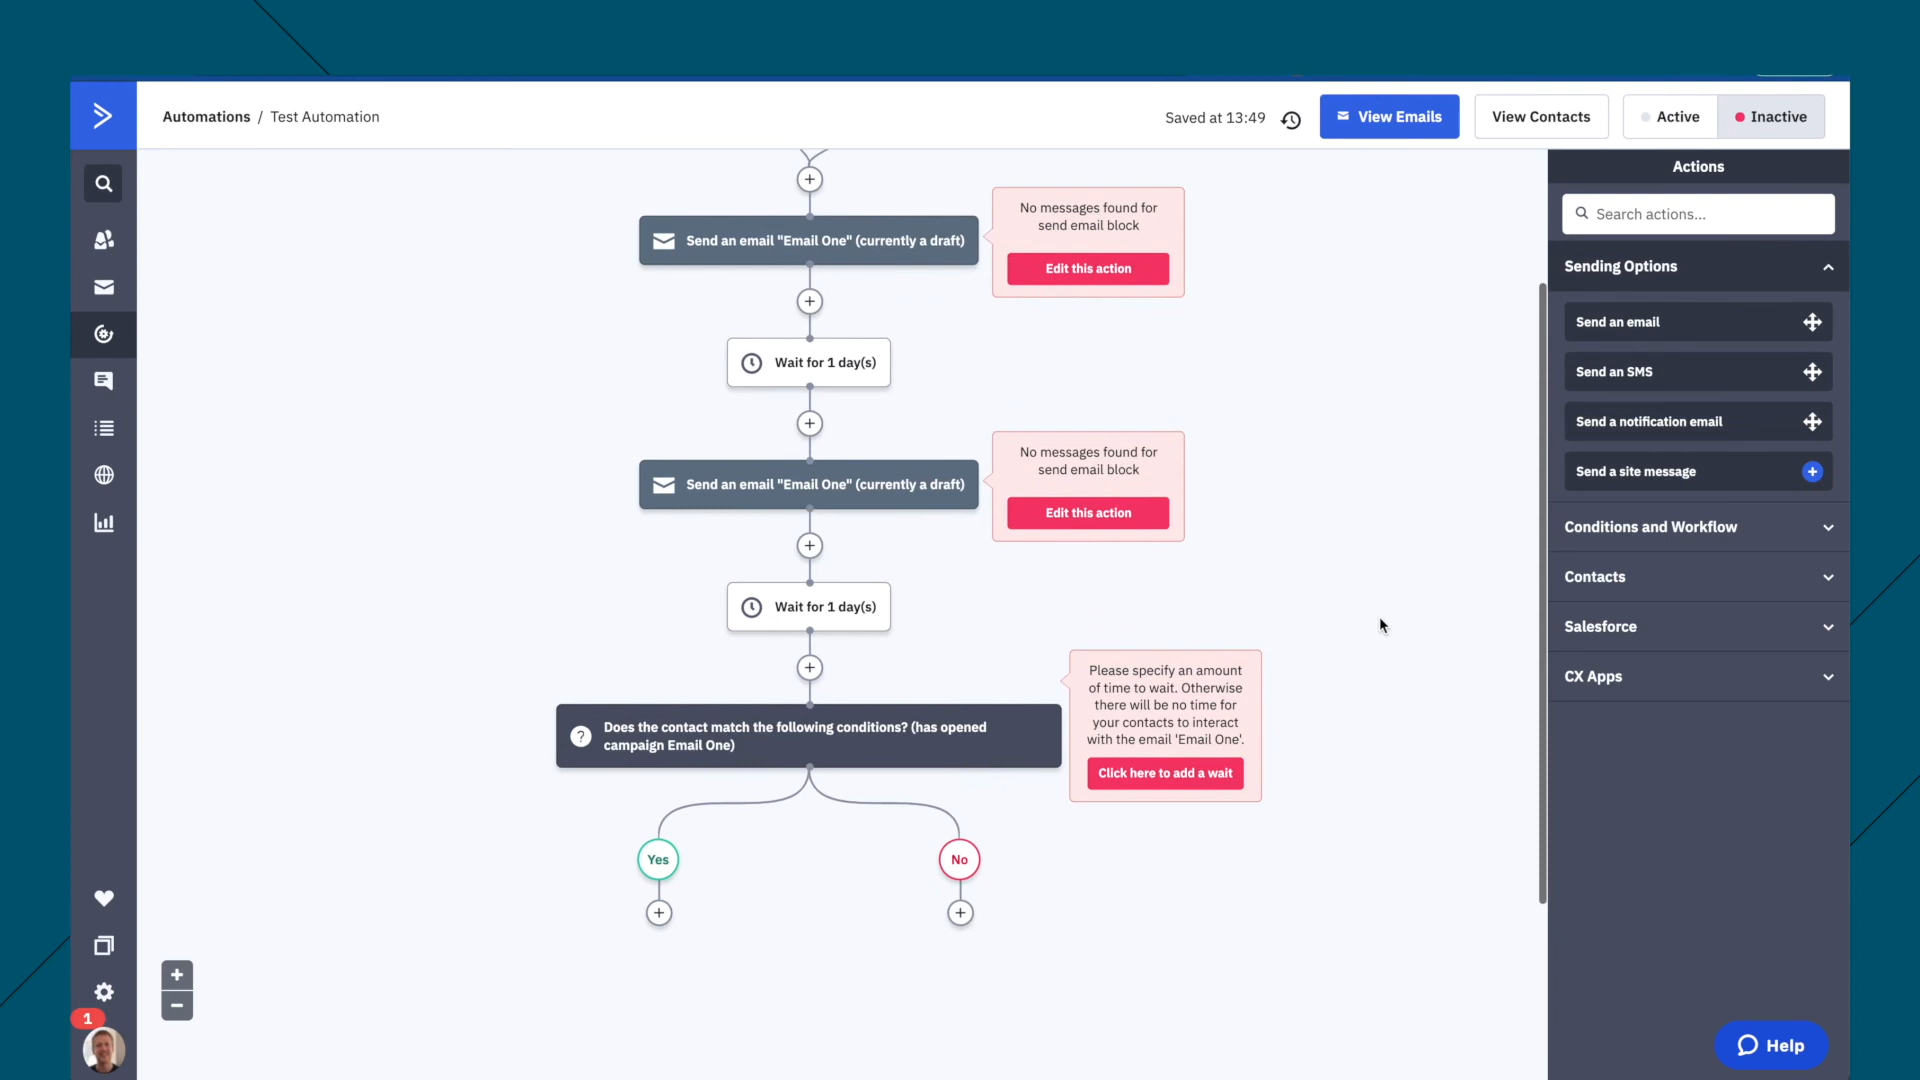 Automations / Test Automation
Saved at 13:49
View Emails
View Contacts
Active
Inactive
Actions
Search actions...
Sending Options
Send an email
Send an SMS
Send a notification email
Send a site message
Conditions and Workflow
Contacts
Salesforce
CX Apps
Send an email "Email One" (currently a draft)
No messages found for
send email block
Edit this action
Wait for 1 day(s)
Send an email "Email One" (currently a draft)
No messages found for
send email block
Edit this action
Wait for 1 day(s)
Does the contact match the following conditions? (has opened
campaign Email One)
Please specify an amount
of time to wait. Otherwise
there will be no time for
your contacts to interact
with the email 'Email One'.
Click here to add a wait
Yes
No
1
Help